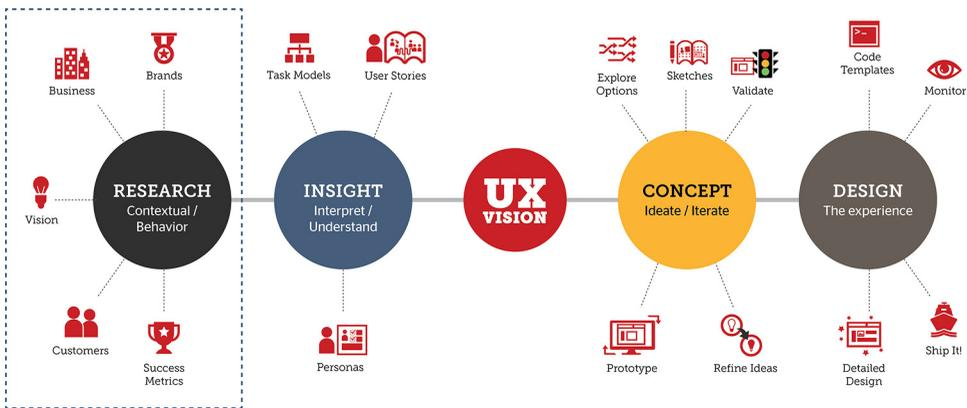 Business
Brands
Vision
RESEARCH
Contextual /
Behavior
Customers
Success
Metrics
Task Models
User Stories
INSIGHT
Interpret /
Understand
Personas
UX
VISION
Explore
Options
Sketches
Validate
CONCEPT
Ideate / Iterate
Prototype
Refine Ideas
Code
Templates
Monitor
DESIGN
The experience
Detailed
Design
Ship It!